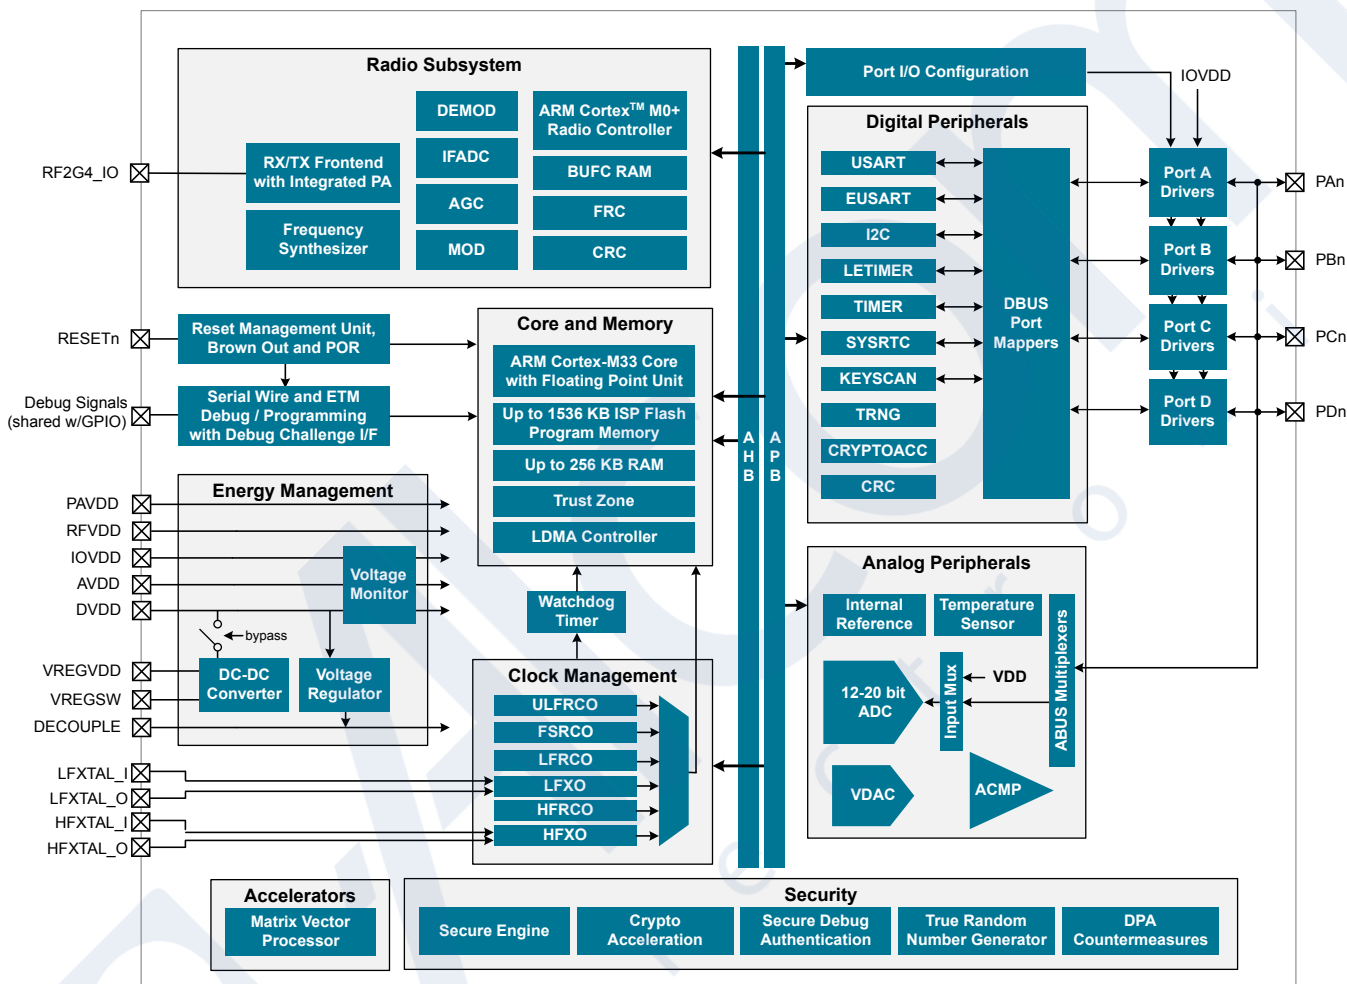 Radio Subsystem
DEMOD
IFADC
AGC
MOD
ARM Cortex™ M0+
Radio Controller
BUFC RAM
FRC
CRC
RX/TX Frontend
with Integrated PA
Frequency
Synthesizer
RF2G4_IO
RESETn
Reset Management Unit,
Brown Out and POR
Debug Signals
(shared w/GPIO)
Serial Wire and ETM
Debug / Programming
with Debug Challenge I/F
Core and Memory
ARM Cortex-M33 Core
with Floating Point Unit
Up to 1536 KB ISP Flash
Program Memory
Up to 256 KB RAM
Trust Zone
LDMA Controller
Energy Management
PAVDD
RFVDD
IOVDD
AVDD
DVDD
VREGVDD
VREGSW
DECOUPLE
Voltage
Monitor
bypass
DC-DC
Converter
Voltage
Regulator
Watchdog
Timer
Clock Management
ULFRCO
FSRCO
LFRCO
LFXO
HFRCO
HFXO
LFXTAL_I
LFXTAL_O
HFXTAL_I
HFXTAL_O
A
H
B
A
P
B
Port I/O Configuration
IOVDD
Digital Peripherals
USART
EUSART
I2C
LETIMER
TIMER
SYSRTC
KEYSCAN
TRNG
CRYPTOACC
CRC
DBUS
Port
Mappers
Port A
Drivers
Port B
Drivers
Port C
Drivers
Port D
Drivers
PAn
PBn
PCn
PDn
Analog Peripherals
Internal
Reference
Temperature
Sensor
12-20 bit
ADC
Input Mux
VDD
ABUS Multiplexers
VDAC
ACMP
Accelerators
Matrix Vector
Processor
Security
Secure Engine
Crypto
Acceleration
Secure Debug
Authentication
True Random
Number Generator
DPA
Countermeasures